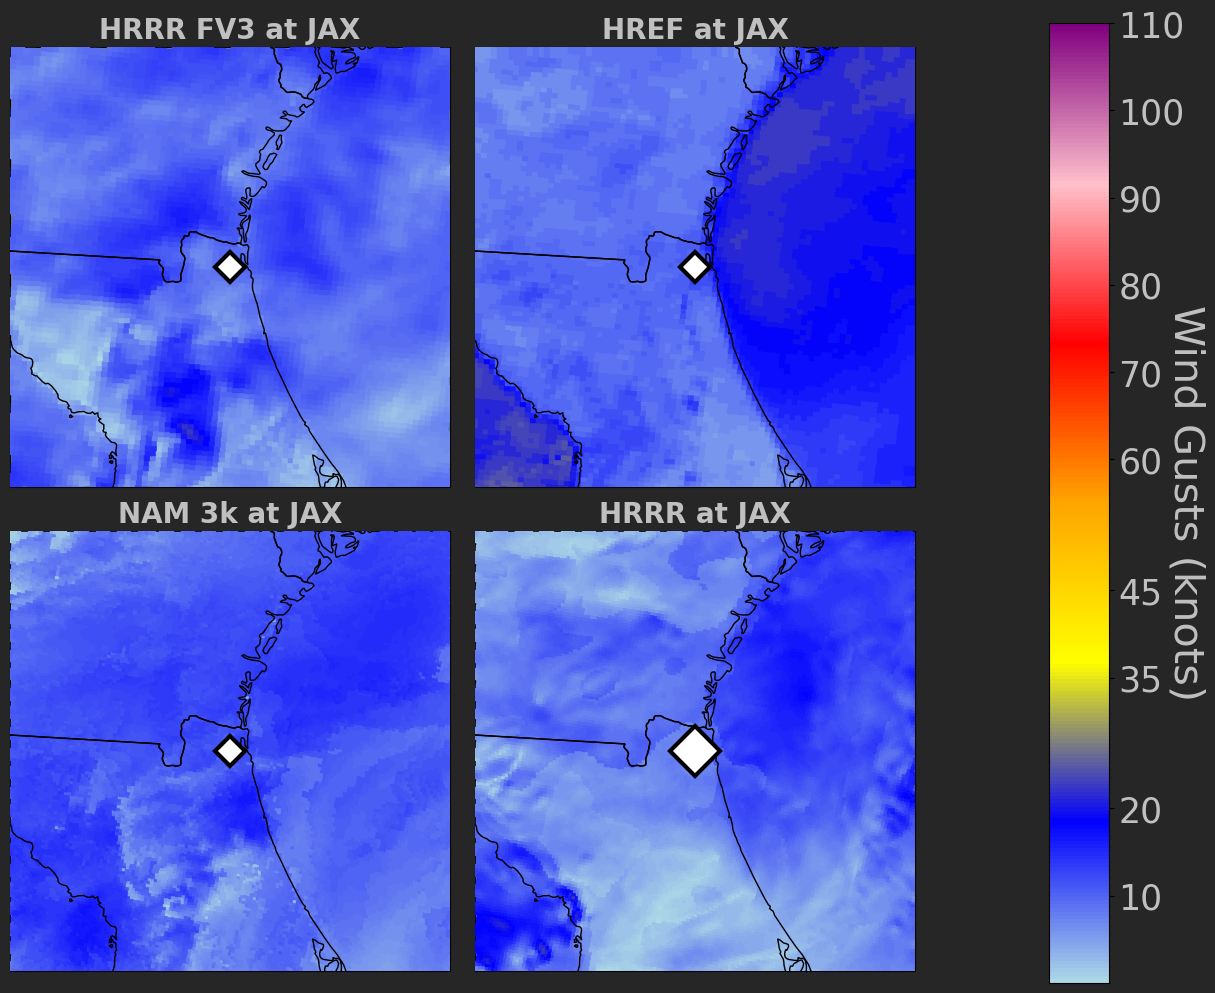 HRRR FV3 at JAX
HREF at JAX
NAM 3k at JAX
HRRR at JAX
110
100
90
80
70
60
45
35
20
10
Wind Gusts (knots)